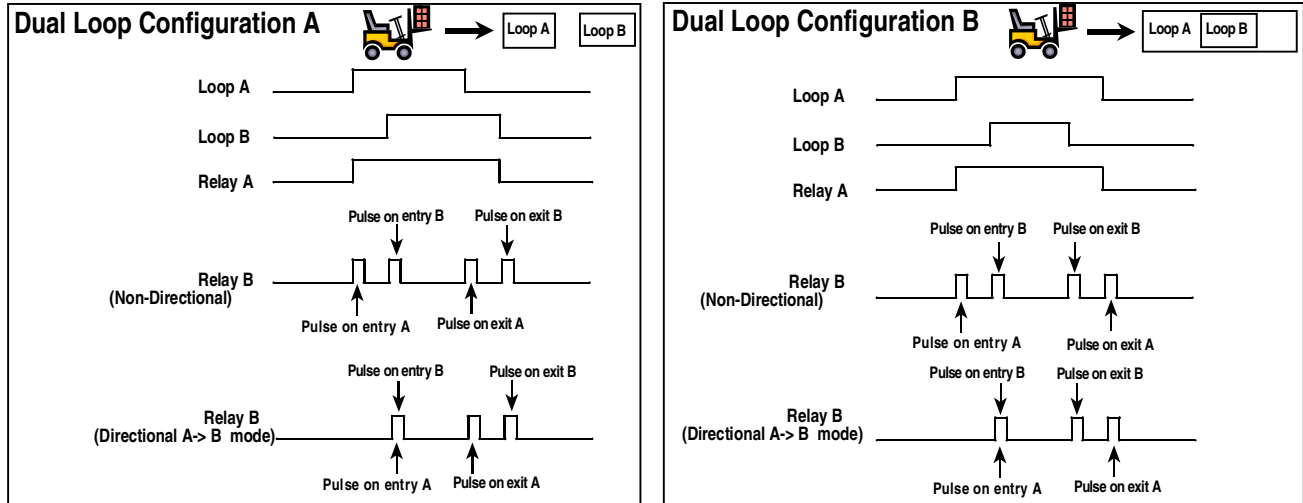 Dual Loop Configuration A
Loop A
Loop B
Loop A
Loop B
Relay A
Pulse on entry B
Pulse on exit B
Relay B
(Non-Directional)
Pulse on entry A
Pulse on exit A
Pulse on entry B
Pulse on exit B
Relay B
(Directional A-> B mode)
Pulse on entry A
Pulse on exit A
Dual Loop Configuration B
Loop A
Loop B
Loop A
Loop B
Relay A
Pulse on entry B
Pulse on exit B
Relay B
(Non-Directional)
Pulse on entry A
Pulse on exit A
Pulse on entry B
Pulse on exit B
Relay B
(Directional A-> B mode)
Pulse on entry A
Pulse on exit A